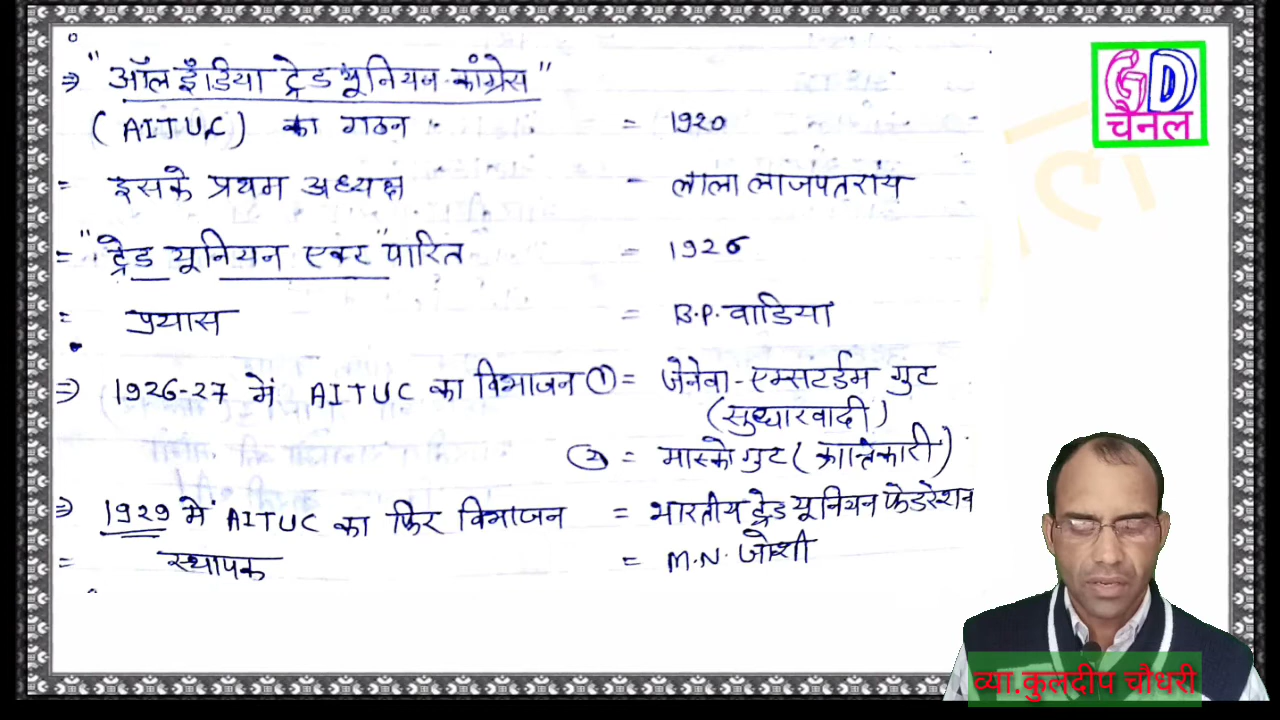 ⇒ "ऑल इंडिया ट्रेड यूनियन कांग्रेस"
(AITUC) का गठन = 1920
= इसके प्रथम अध्यक्ष - लाला लाजपतराय
= "ट्रेड यूनियन एक्ट" पारित = 1926
= प्रयास = B.P. वाडिया
⇒ 1926-27 में AITUC का विभाजन ① = जेनेवा-एम्सटर्डम गुट
(सुधारवादी)
② = मास्को गुट (क्रान्तिकारी)
⇒ 1929 में AITUC का फिर विभाजन = भारतीय ट्रेड यूनियन फेडरेशन
= स्थापक = M.N. जोशी
GD
चैनल
व्या.कुलदीप चौधरी